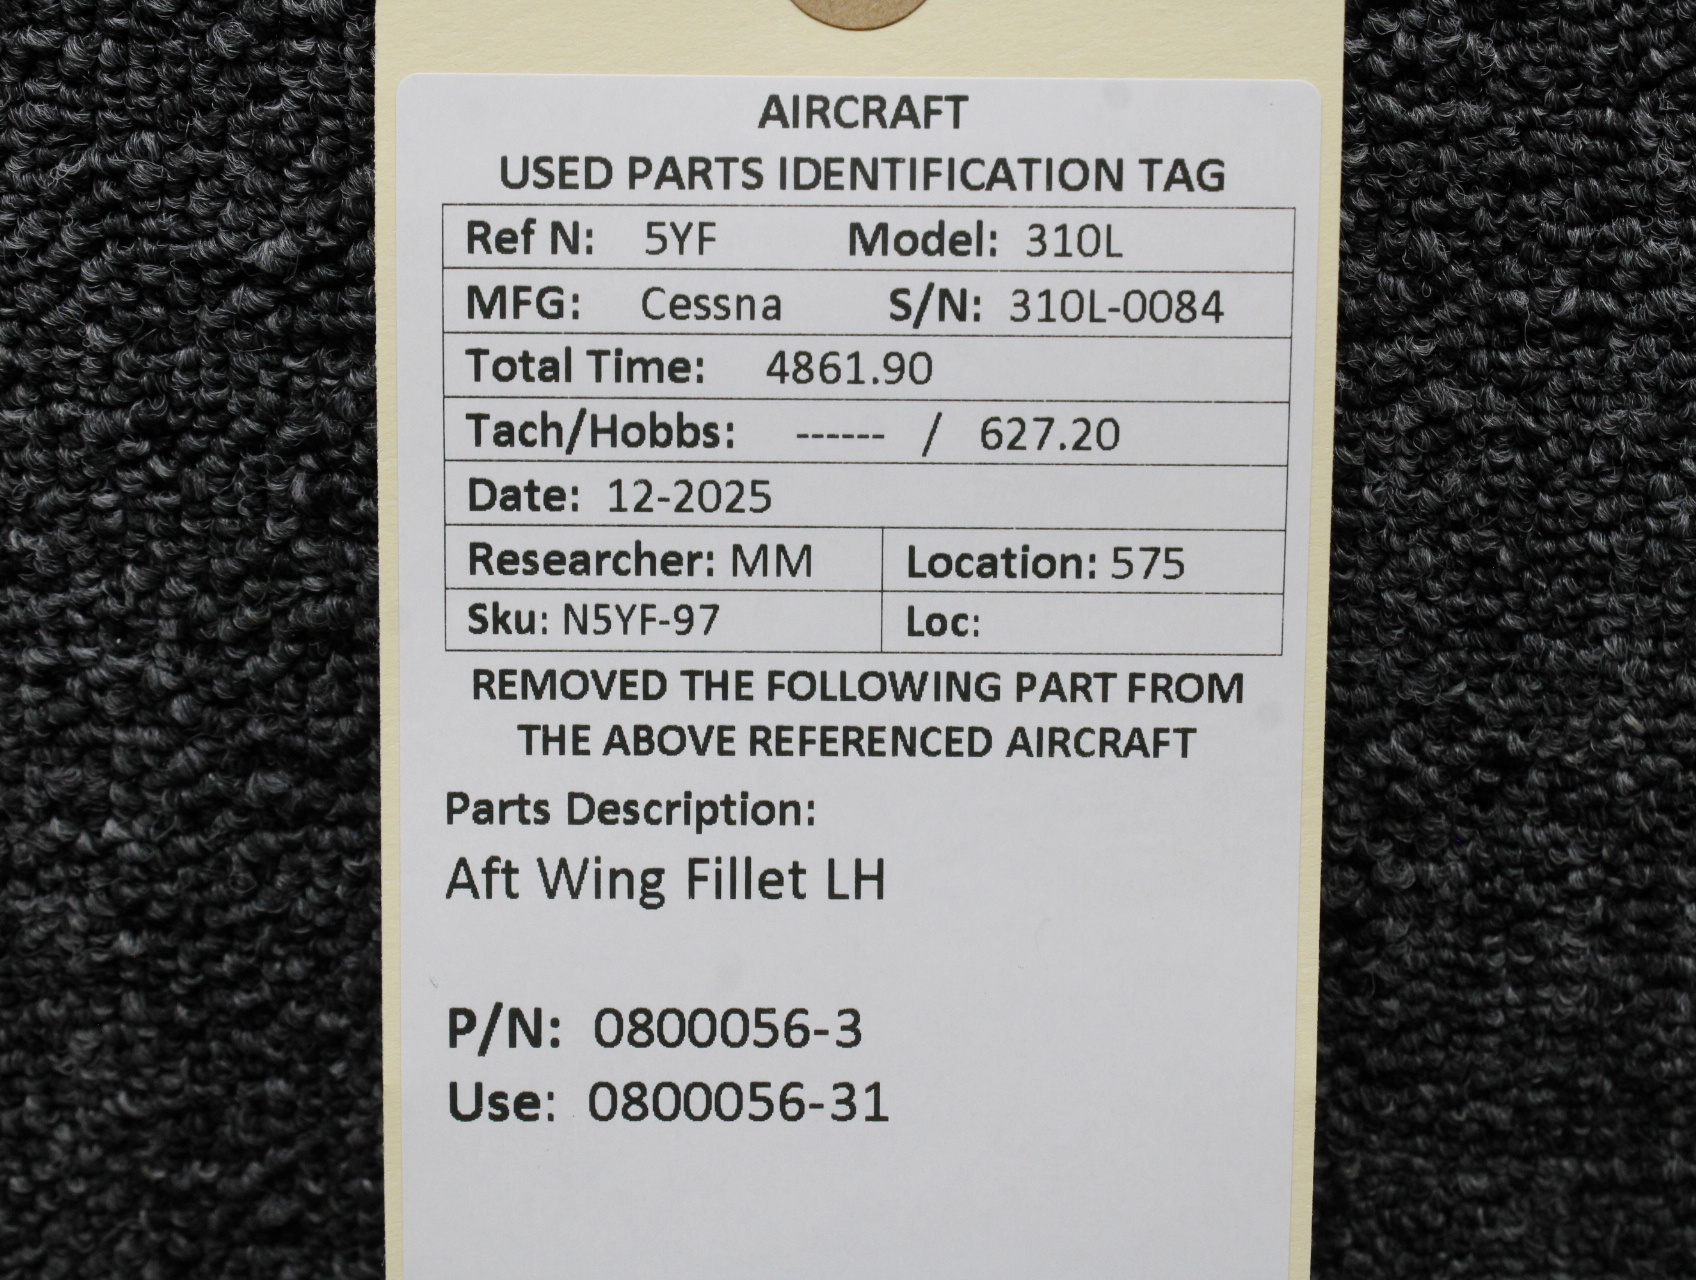 AIRCRAFT
USED PARTS IDENTIFICATION TAG
Ref N: 5YF Model: 310L
MFG: Cessna S/N: 310L-0084
Total Time: 4861.90
Tach/Hobbs: ------ / 627.20
Date: 12-2025
Researcher: MM Location: 575
Sku: N5YF-97 Loc:
REMOVED THE FOLLOWING PART FROM
THE ABOVE REFERENCED AIRCRAFT
Parts Description:
Aft Wing Fillet LH
P/N: 0800056-3
Use: 0800056-31